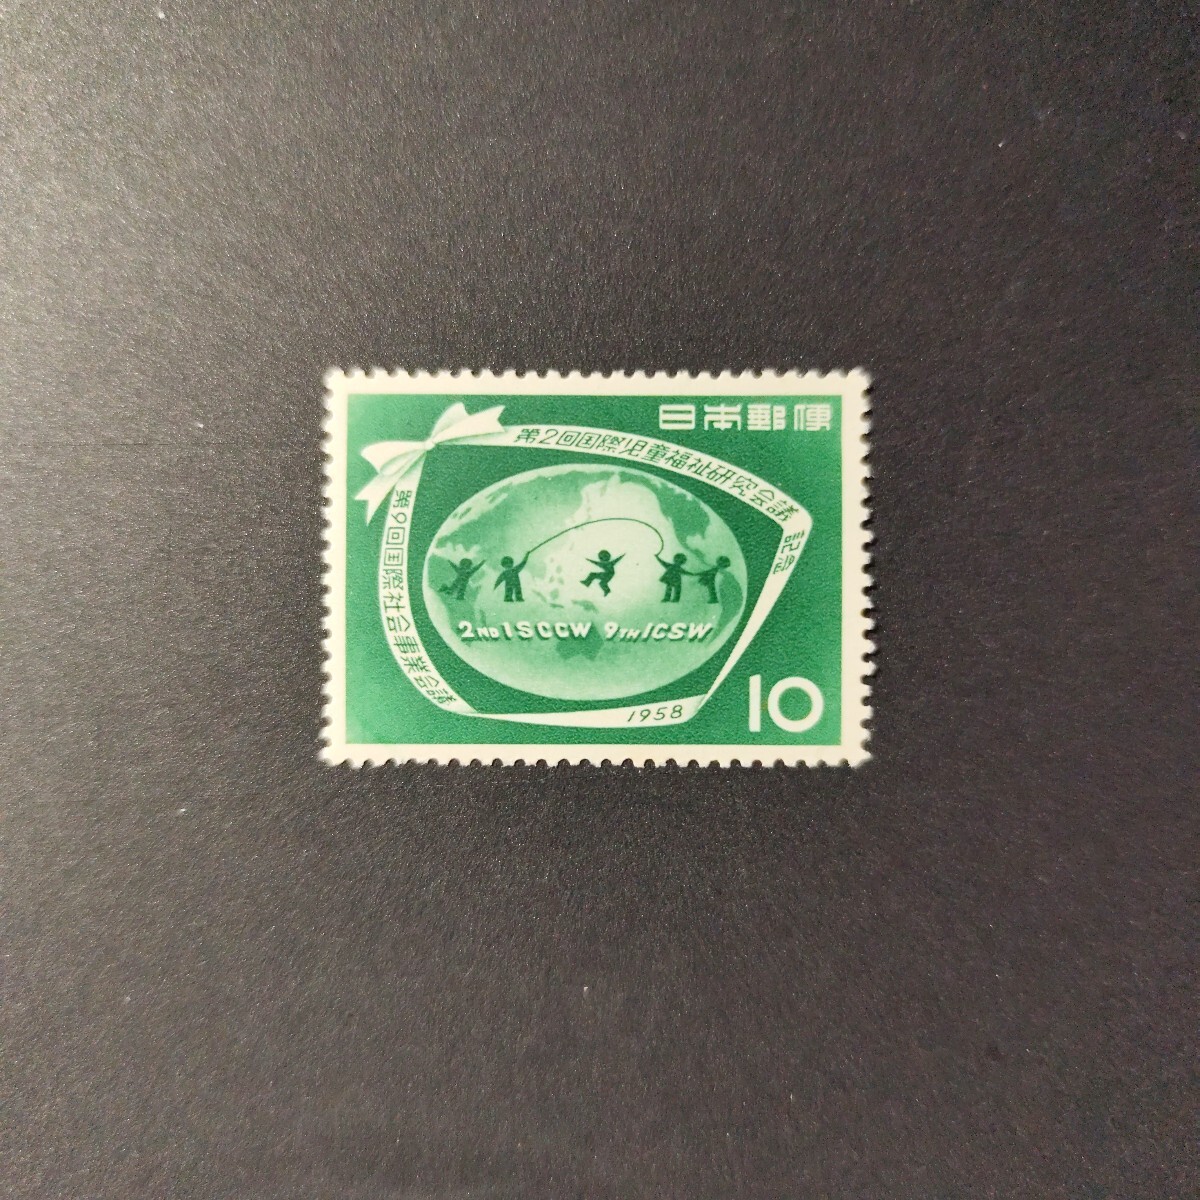 日本郵便
第2回国際児童福祉研究会議 記念
第9回国際社会事業会議
2ND ISCCW 9TH ICSW
1958
10